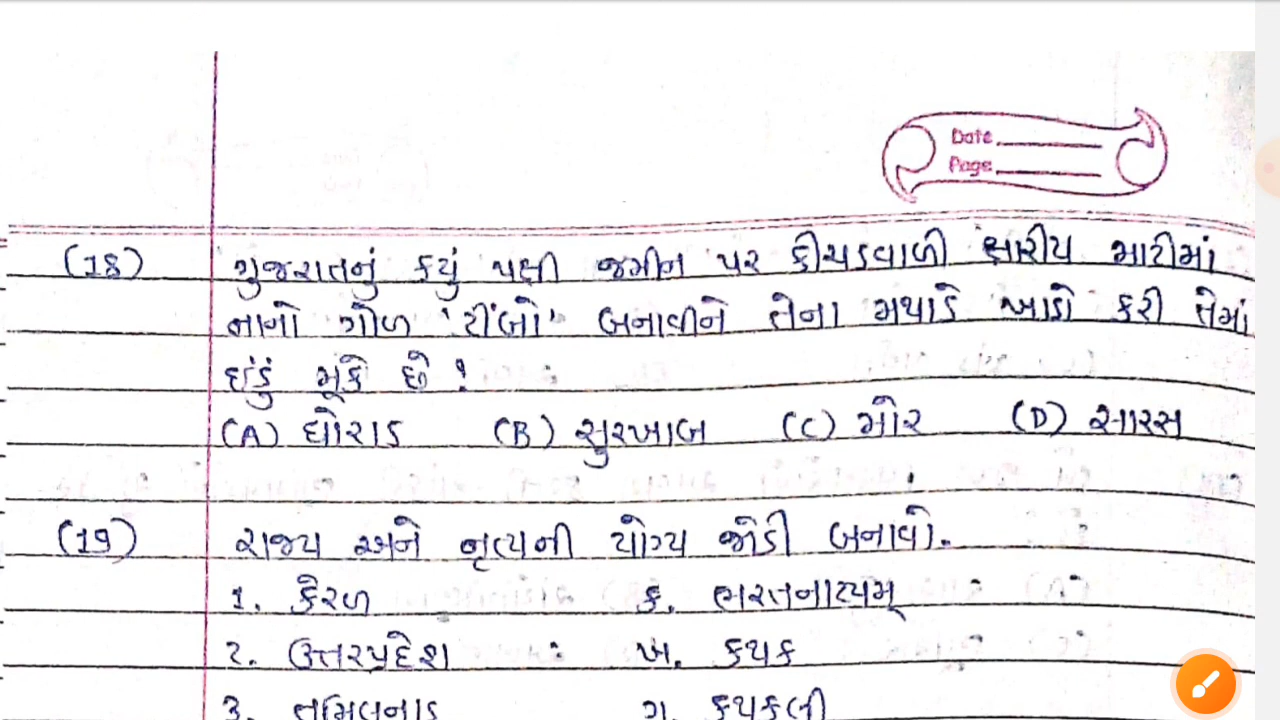 Date
Page
(18) ગુજરાતનું કયું પક્ષી જમીન પર કીચડવાળી ક્ષારીય માટીમાં
નાનો ગોળ 'ટીંબો' બનાવીને તેના મથાડે ખાડો કરી તેમાં
ઇંડું મૂકે છે ?
(A) ઘોરાડ (B) સુરખાબ (C) મોર (D) સારસ
(19) રાજ્ય અને નૃત્યની યોગ્ય જોડી બનાવો.
1. કેરળ ક. ભરતનાટ્યમ્
2. ઉત્તરપ્રદેશ ખ. કથક
3. તમિલનાડ ગ. કથકલી